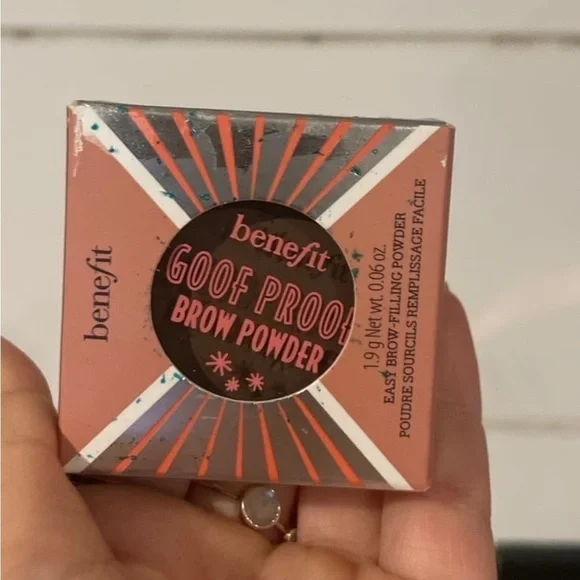 benefit
benefit
GOOF PROOF
BROW POWDER
1.9 g Net wt. 0.06 oz.
EASY BROW-FILLING POWDER
POUDRE SOURCILS REMPLISSAGE FACILE